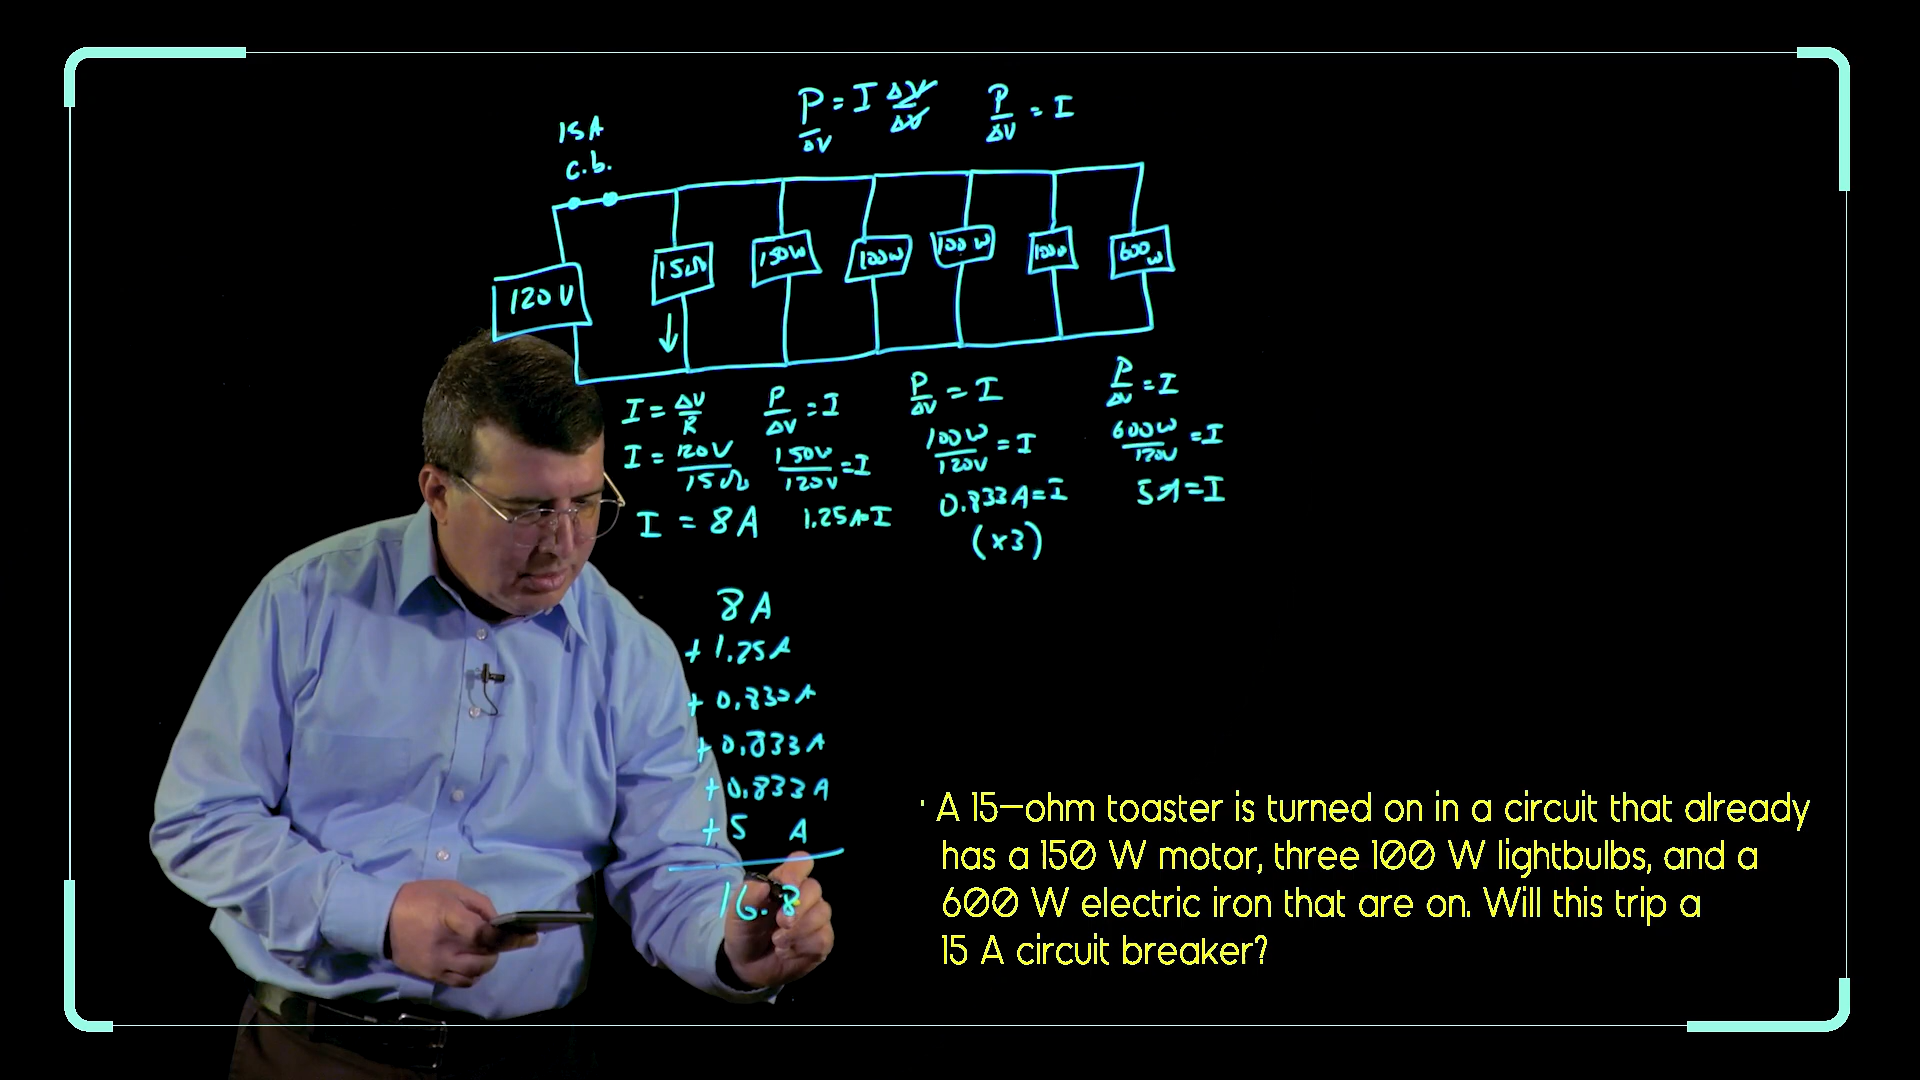 P/ΔV = I ΔV/ΔV   P/ΔV = I
15A
c.b.
120V   15Ω   150W   100W   100W   100W   600W
I = ΔV/R   P/ΔV = I   P/ΔV = I   P/ΔV = I
I = 120V/15Ω   150W/120V = I   100W/120V = I   600W/120V = I
I = 8A   1.25A=I   0.833A=I   5A=I
(x3)
8A
+ 1.25A
+ 0.833A
+ 0.833A
+ 0.833A
+ 5 A
16.8
A 15-ohm toaster is turned on in a circuit that already
has a 150 W motor, three 100 W lightbulbs, and a
600 W electric iron that are on. Will this trip a
15 A circuit breaker?